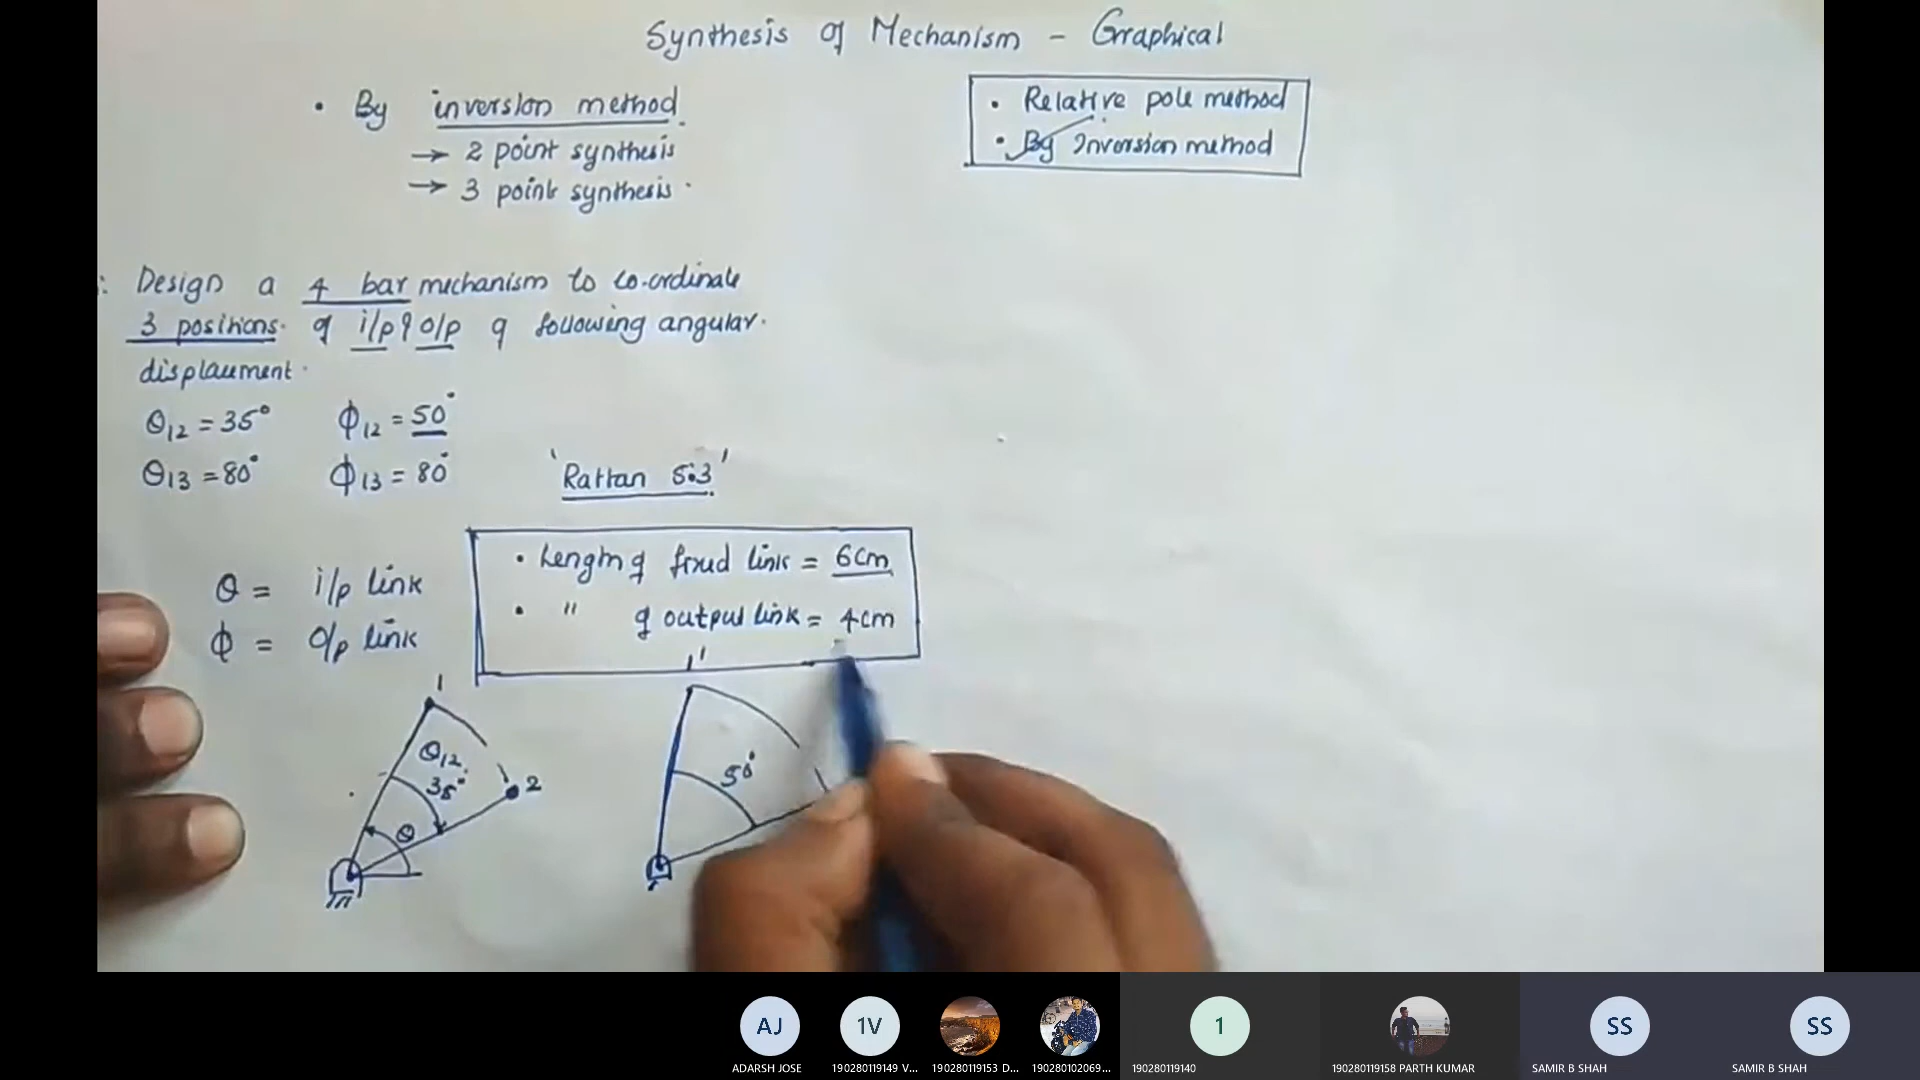 Synthesis of Mechanism - Graphical
• By inversion method.
→ 2 point synthesis
→ 3 point synthesis.
• Relative pole method
• By Inversion method
: Design a 4 bar mechanism to co-ordinate
3 positions of i/p & o/p of following angular
displacement.
θ12 = 35° ϕ12 = 50°
θ13 = 80° ϕ13 = 80°
'Rattan 5.3'
• Length of fixed link = 6cm
• " of output link = 4cm
θ = i/p link
ϕ = o/p link
1
1'
θ12
35°
2
θ
50°
AJ
1V
1
SS
SS
ADARSH JOSE
190280119149 V...
190280119153 D...
190280102069...
190280119140
190280119158 PARTH KUMAR
SAMIR B SHAH
SAMIR B SHAH